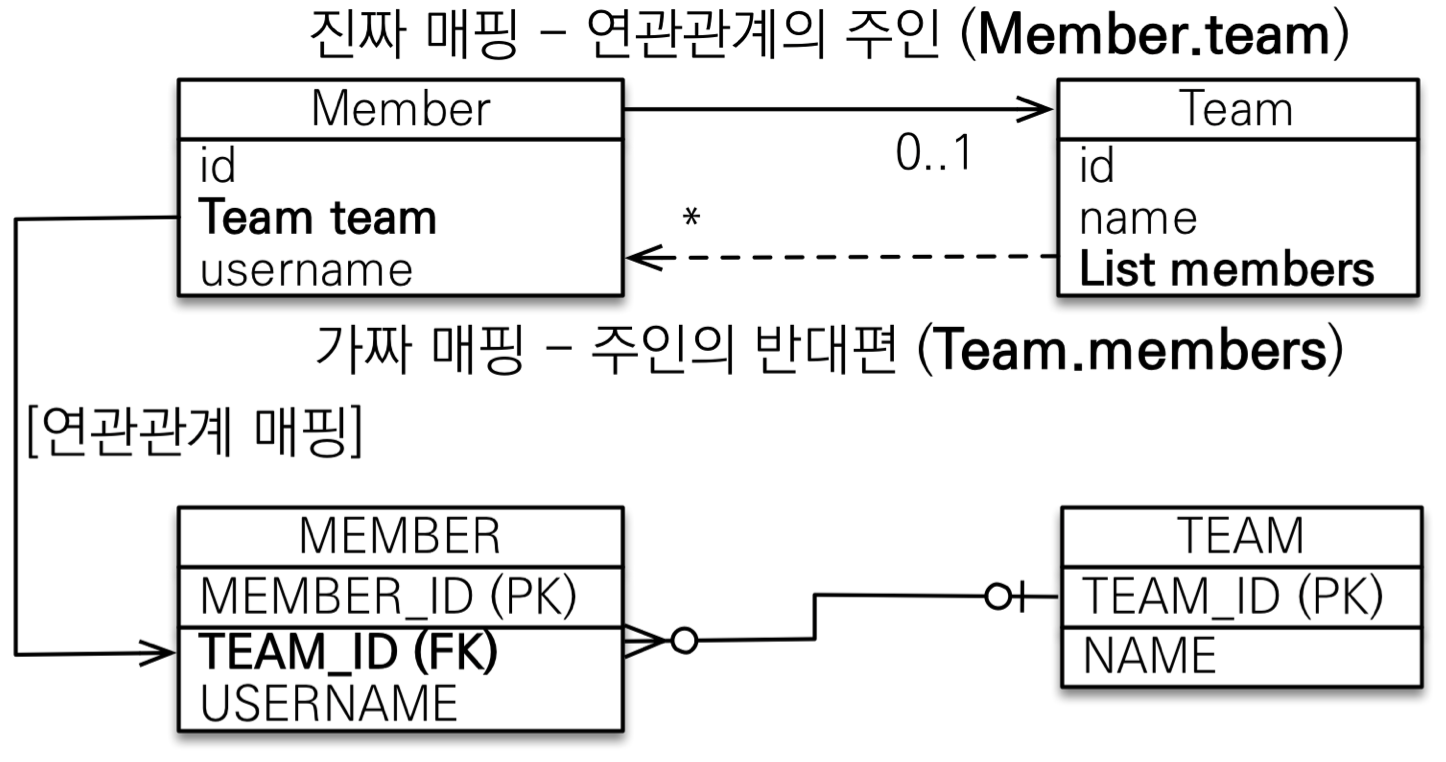 진짜 매핑 - 연관관계의 주인 (Member.team)
Member
id
Team team
username
0..1
*
Team
id
name
List members
가짜 매핑 - 주인의 반대편 (Team.members)
[연관관계 매핑]
MEMBER
MEMBER_ID (PK)
TEAM_ID (FK)
USERNAME
TEAM
TEAM_ID (PK)
NAME